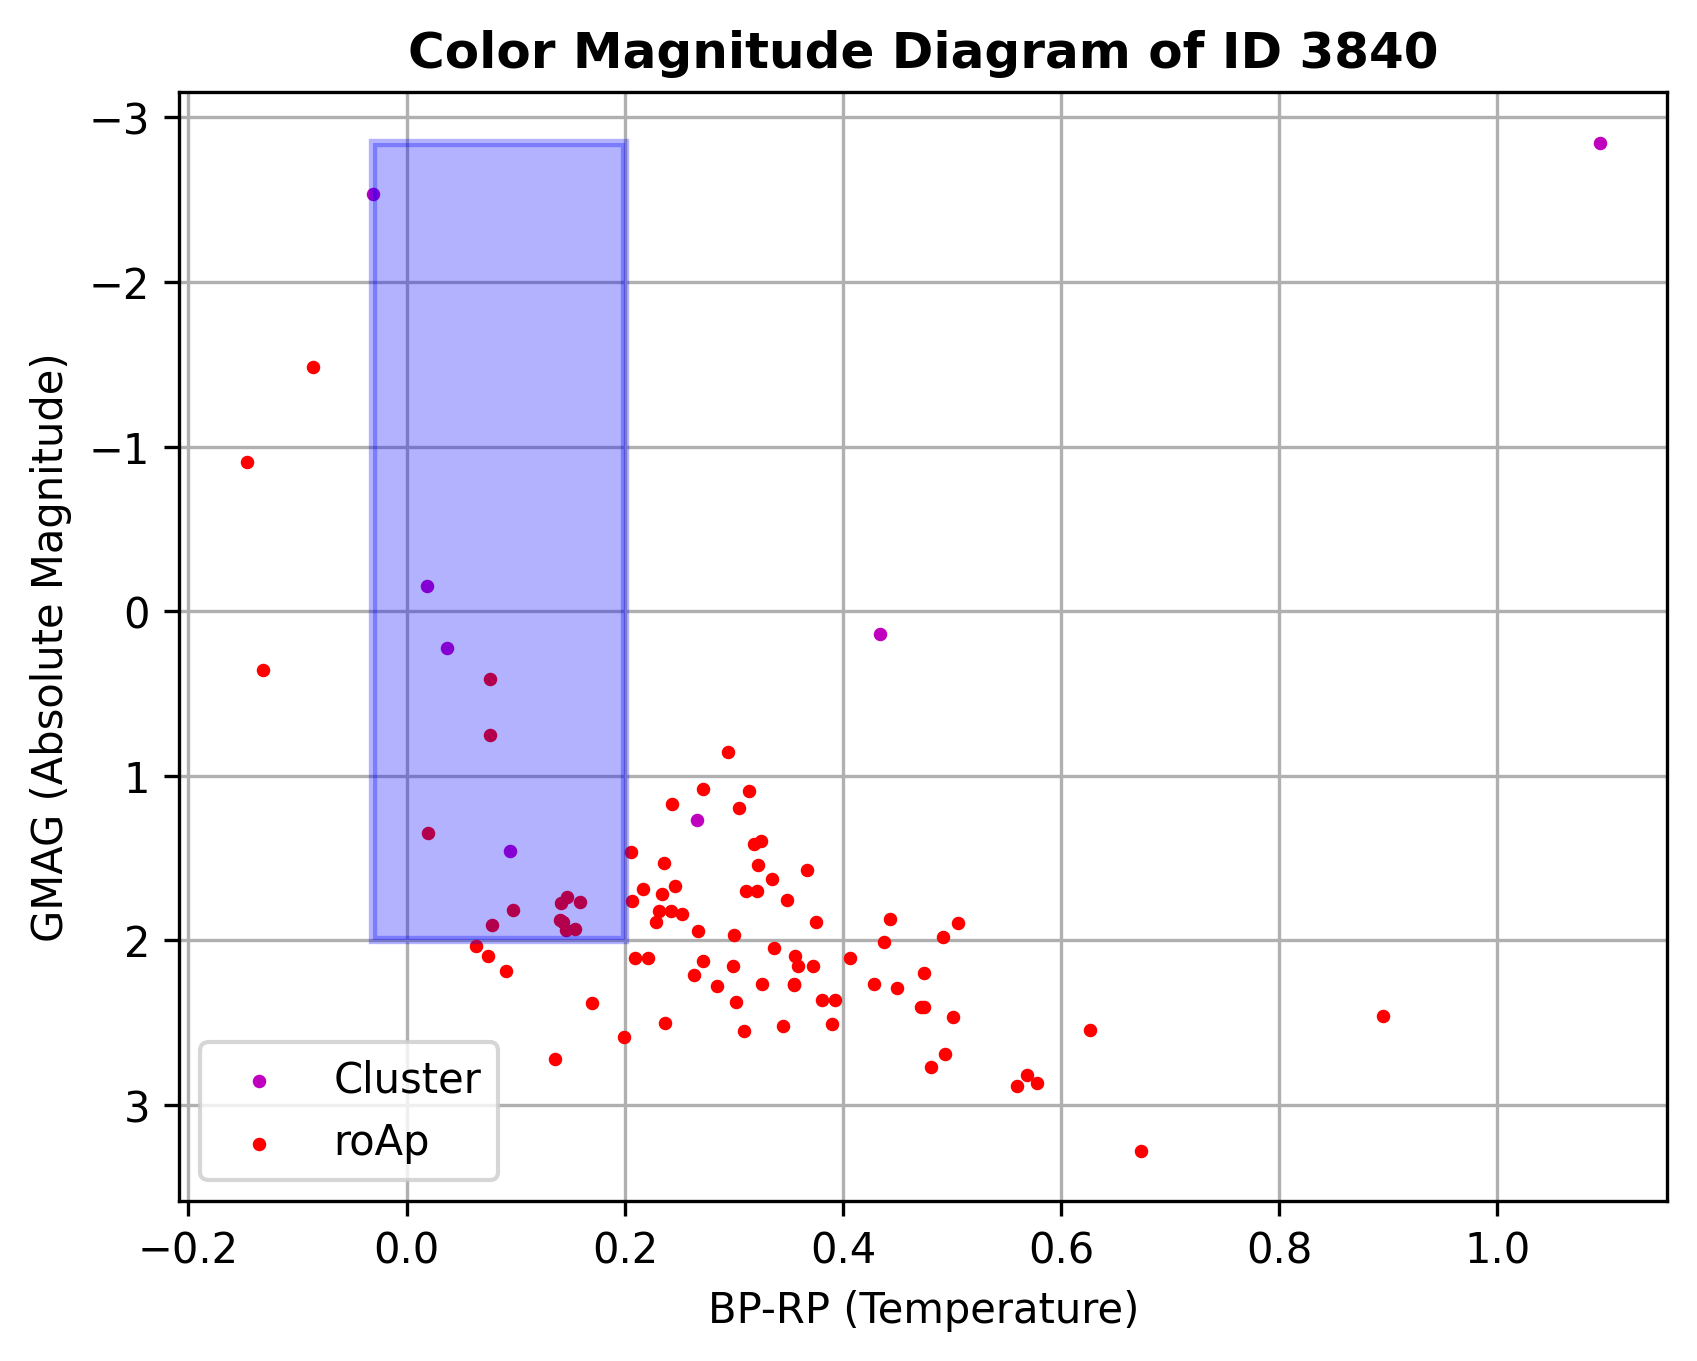 Color Magnitude Diagram of ID 3840
−3
−2
−1
0
1
2
3
GMAG (Absolute Magnitude)
Cluster
roAp
−0.2 0.0 0.2 0.4 0.6 0.8 1.0
BP-RP (Temperature)